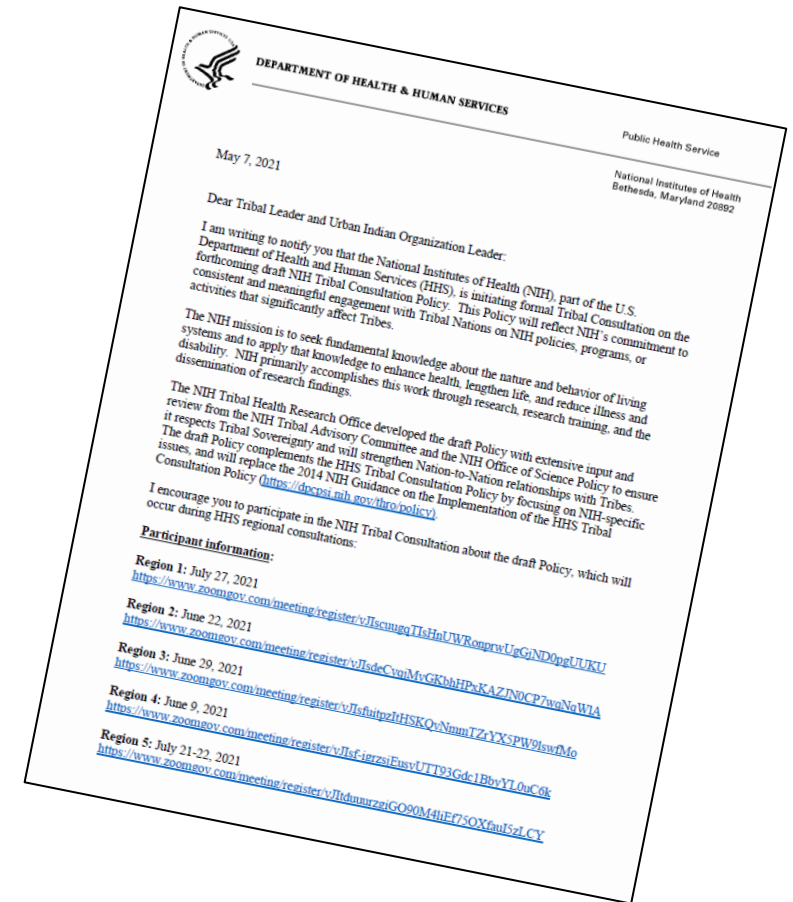 DEPARTMENT OF HEALTH & HUMAN SERVICES
Public Health Service
National Institutes of Health
Bethesda, Maryland 20892
May 7, 2021
Dear Tribal Leader and Urban Indian Organization Leader:
I am writing to notify you that the National Institutes of Health (NIH), part of the U.S.
Department of Health and Human Services (HHS), is initiating formal Tribal Consultation on the
forthcoming draft NIH Tribal Consultation Policy. This Policy will reflect NIH's commitment to
consistent and meaningful engagement with Tribal Nations on NIH policies, programs, or
activities that significantly affect Tribes.
The NIH mission is to seek fundamental knowledge about the nature and behavior of living
systems and to apply that knowledge to enhance health, lengthen life, and reduce illness and
disability. NIH primarily accomplishes this work through research, research training, and the
dissemination of research findings.
The NIH Tribal Health Research Office developed the draft Policy with extensive input and
review from the NIH Tribal Advisory Committee and the NIH Office of Science Policy to ensure
it respects Tribal Sovereignty and will strengthen Nation-to-Nation relationships with Tribes.
The draft Policy complements the HHS Tribal Consultation Policy by focusing on NIH-specific
issues, and will replace the 2014 NIH Guidance on the Implementation of the HHS Tribal
Consultation Policy (https://dpcpsi.nih.gov/thro/policy).
I encourage you to participate in the NIH Tribal Consultation about the draft Policy, which will
occur during HHS regional consultations:
Participant information:
Region 1: July 27, 2021
Region 2: June 22, 2021
Region 3: June 29, 2021
Region 4: June 9, 2021
Region 5: July 21-22, 2021